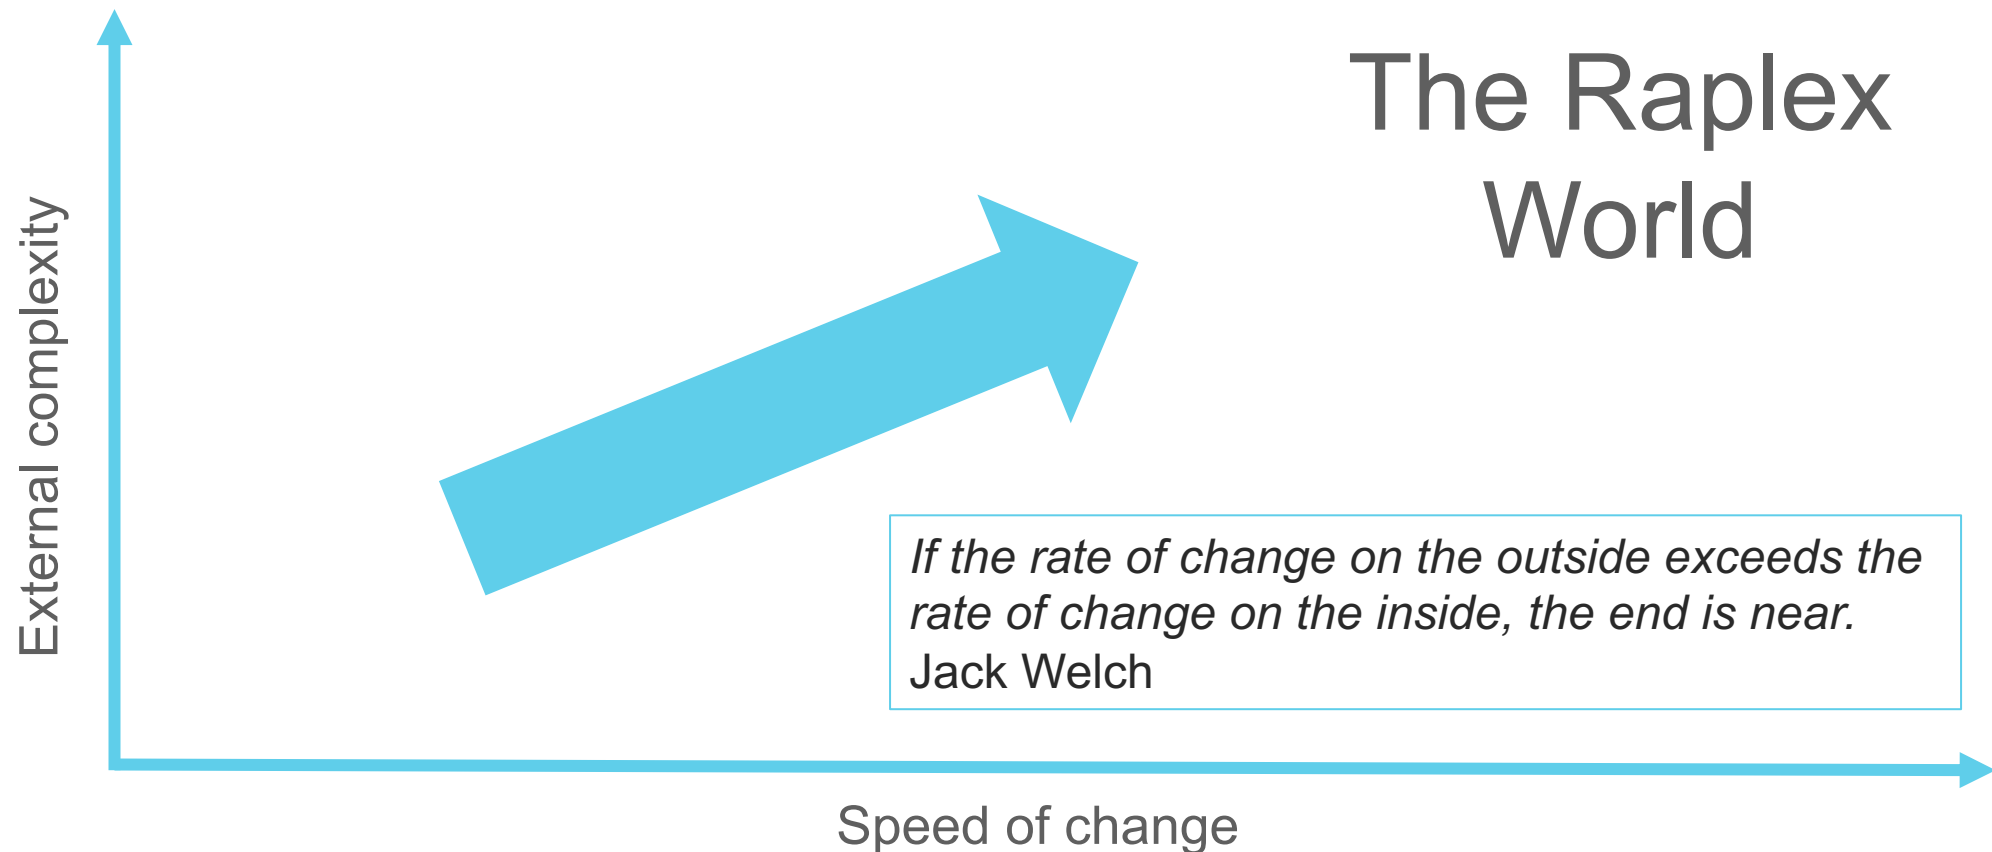 The Raplex
World
External complexity
If the rate of change on the outside exceeds the
rate of change on the inside, the end is near.
Jack Welch
Speed of change